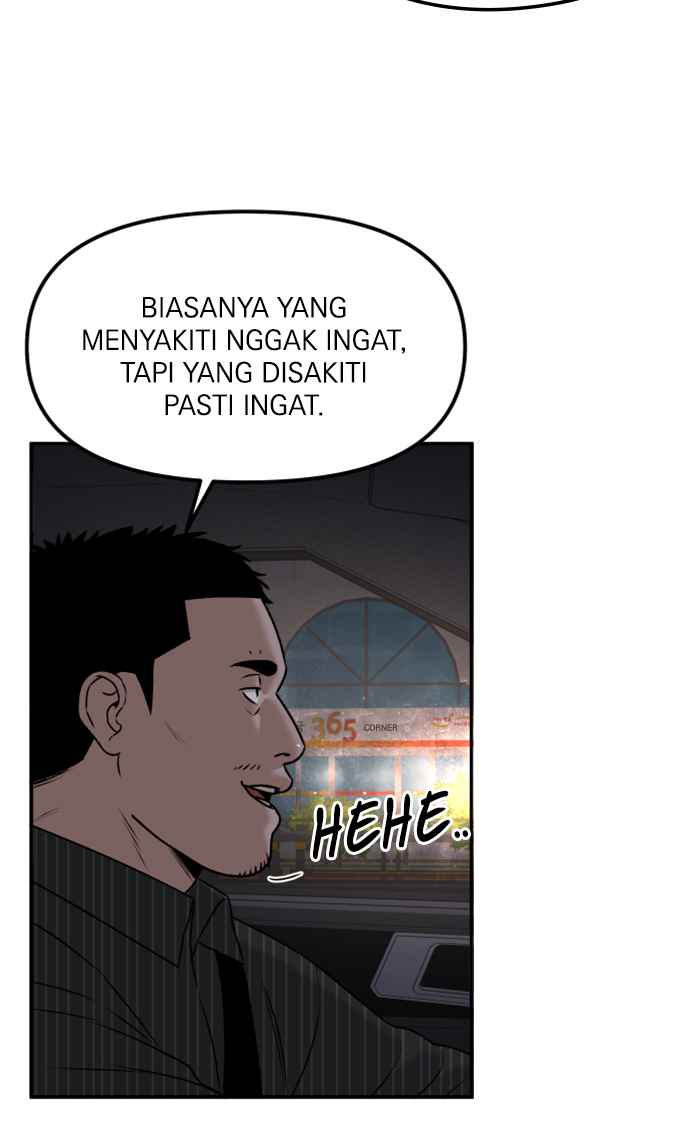 BIASANYA YANG
MENYAKITI NGGAK INGAT,
TAPI YANG DISAKITI
PASTI INGAT.
365 CORNER
HEHE..